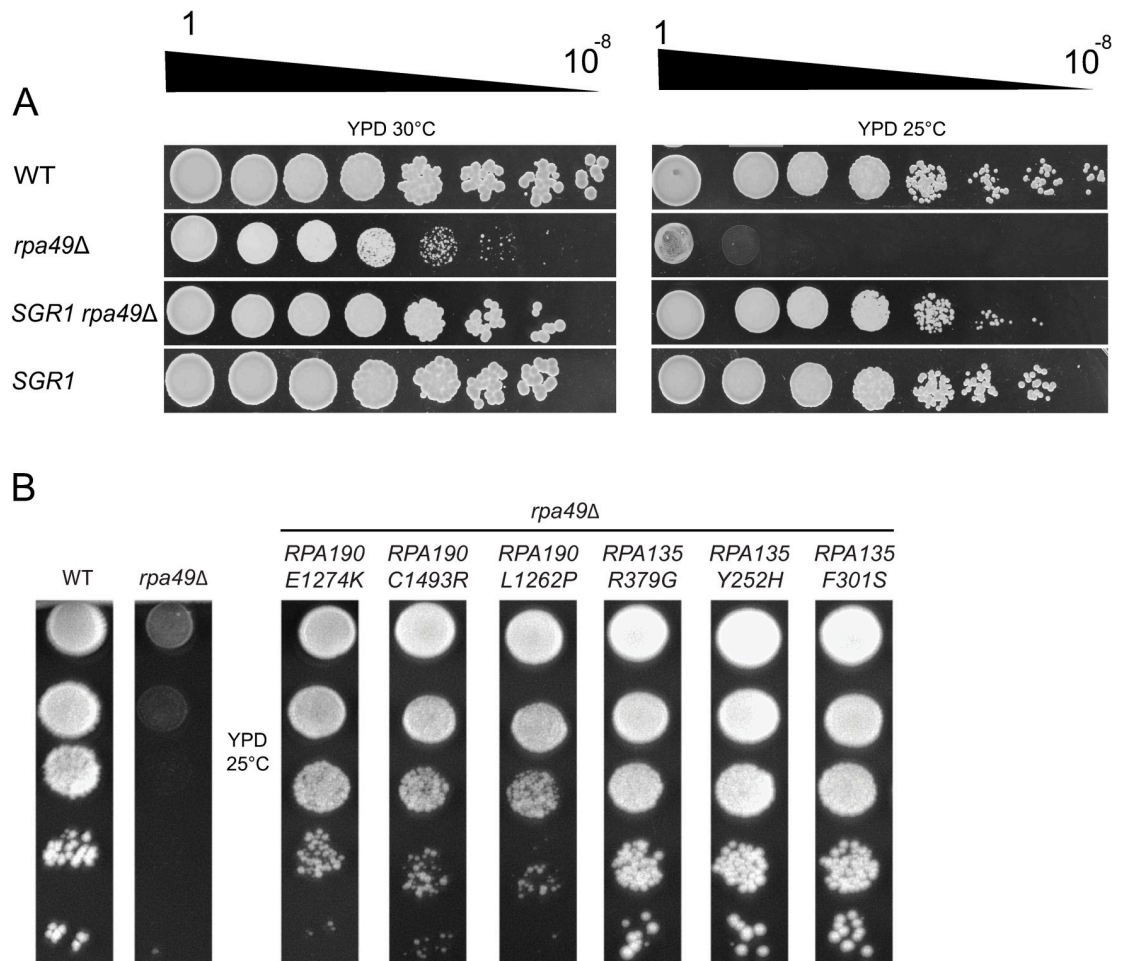 1
10-8
1
10-8
A
YPD 30°C
YPD 25°C
WT
rpa49Δ
SGR1 rpa49Δ
SGR1
B
rpa49Δ
WT
rpa49Δ
RPA190
E1274K
RPA190
C1493R
RPA190
L1262P
RPA135
R379G
RPA135
Y252H
RPA135
F301S
YPD
25°C